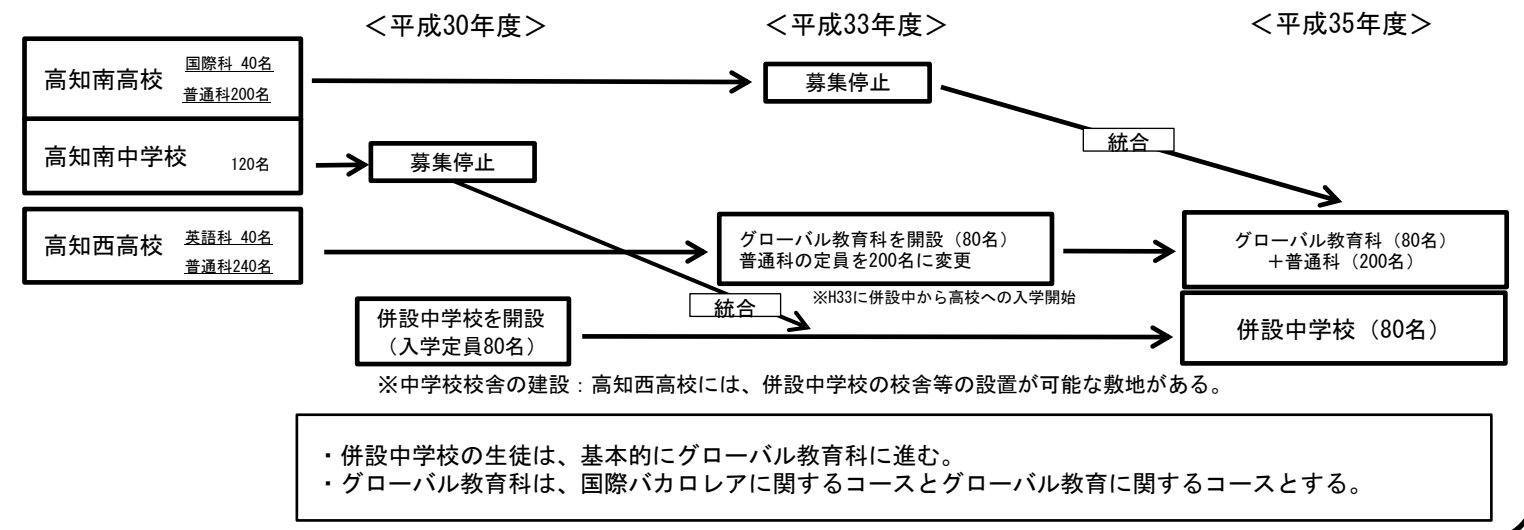 ＜平成30年度＞
＜平成33年度＞
＜平成35年度＞
高知南高校
国際科 40名
普通科200名
募集停止
統合
高知南中学校
120名
募集停止
高知西高校
英語科 40名
普通科240名
グローバル教育科を開設（80名）
普通科の定員を200名に変更
グローバル教育科（80名）
＋普通科（200名）
※H33に併設中から高校への入学開始
統合
併設中学校を開設
（入学定員80名）
併設中学校（80名）
※中学校校舎の建設：高知西高校には、併設中学校の校舎等の設置が可能な敷地がある。
・併設中学校の生徒は、基本的にグローバル教育科に進む。
・グローバル教育科は、国際バカロレアに関するコースとグローバル教育に関するコースとする。